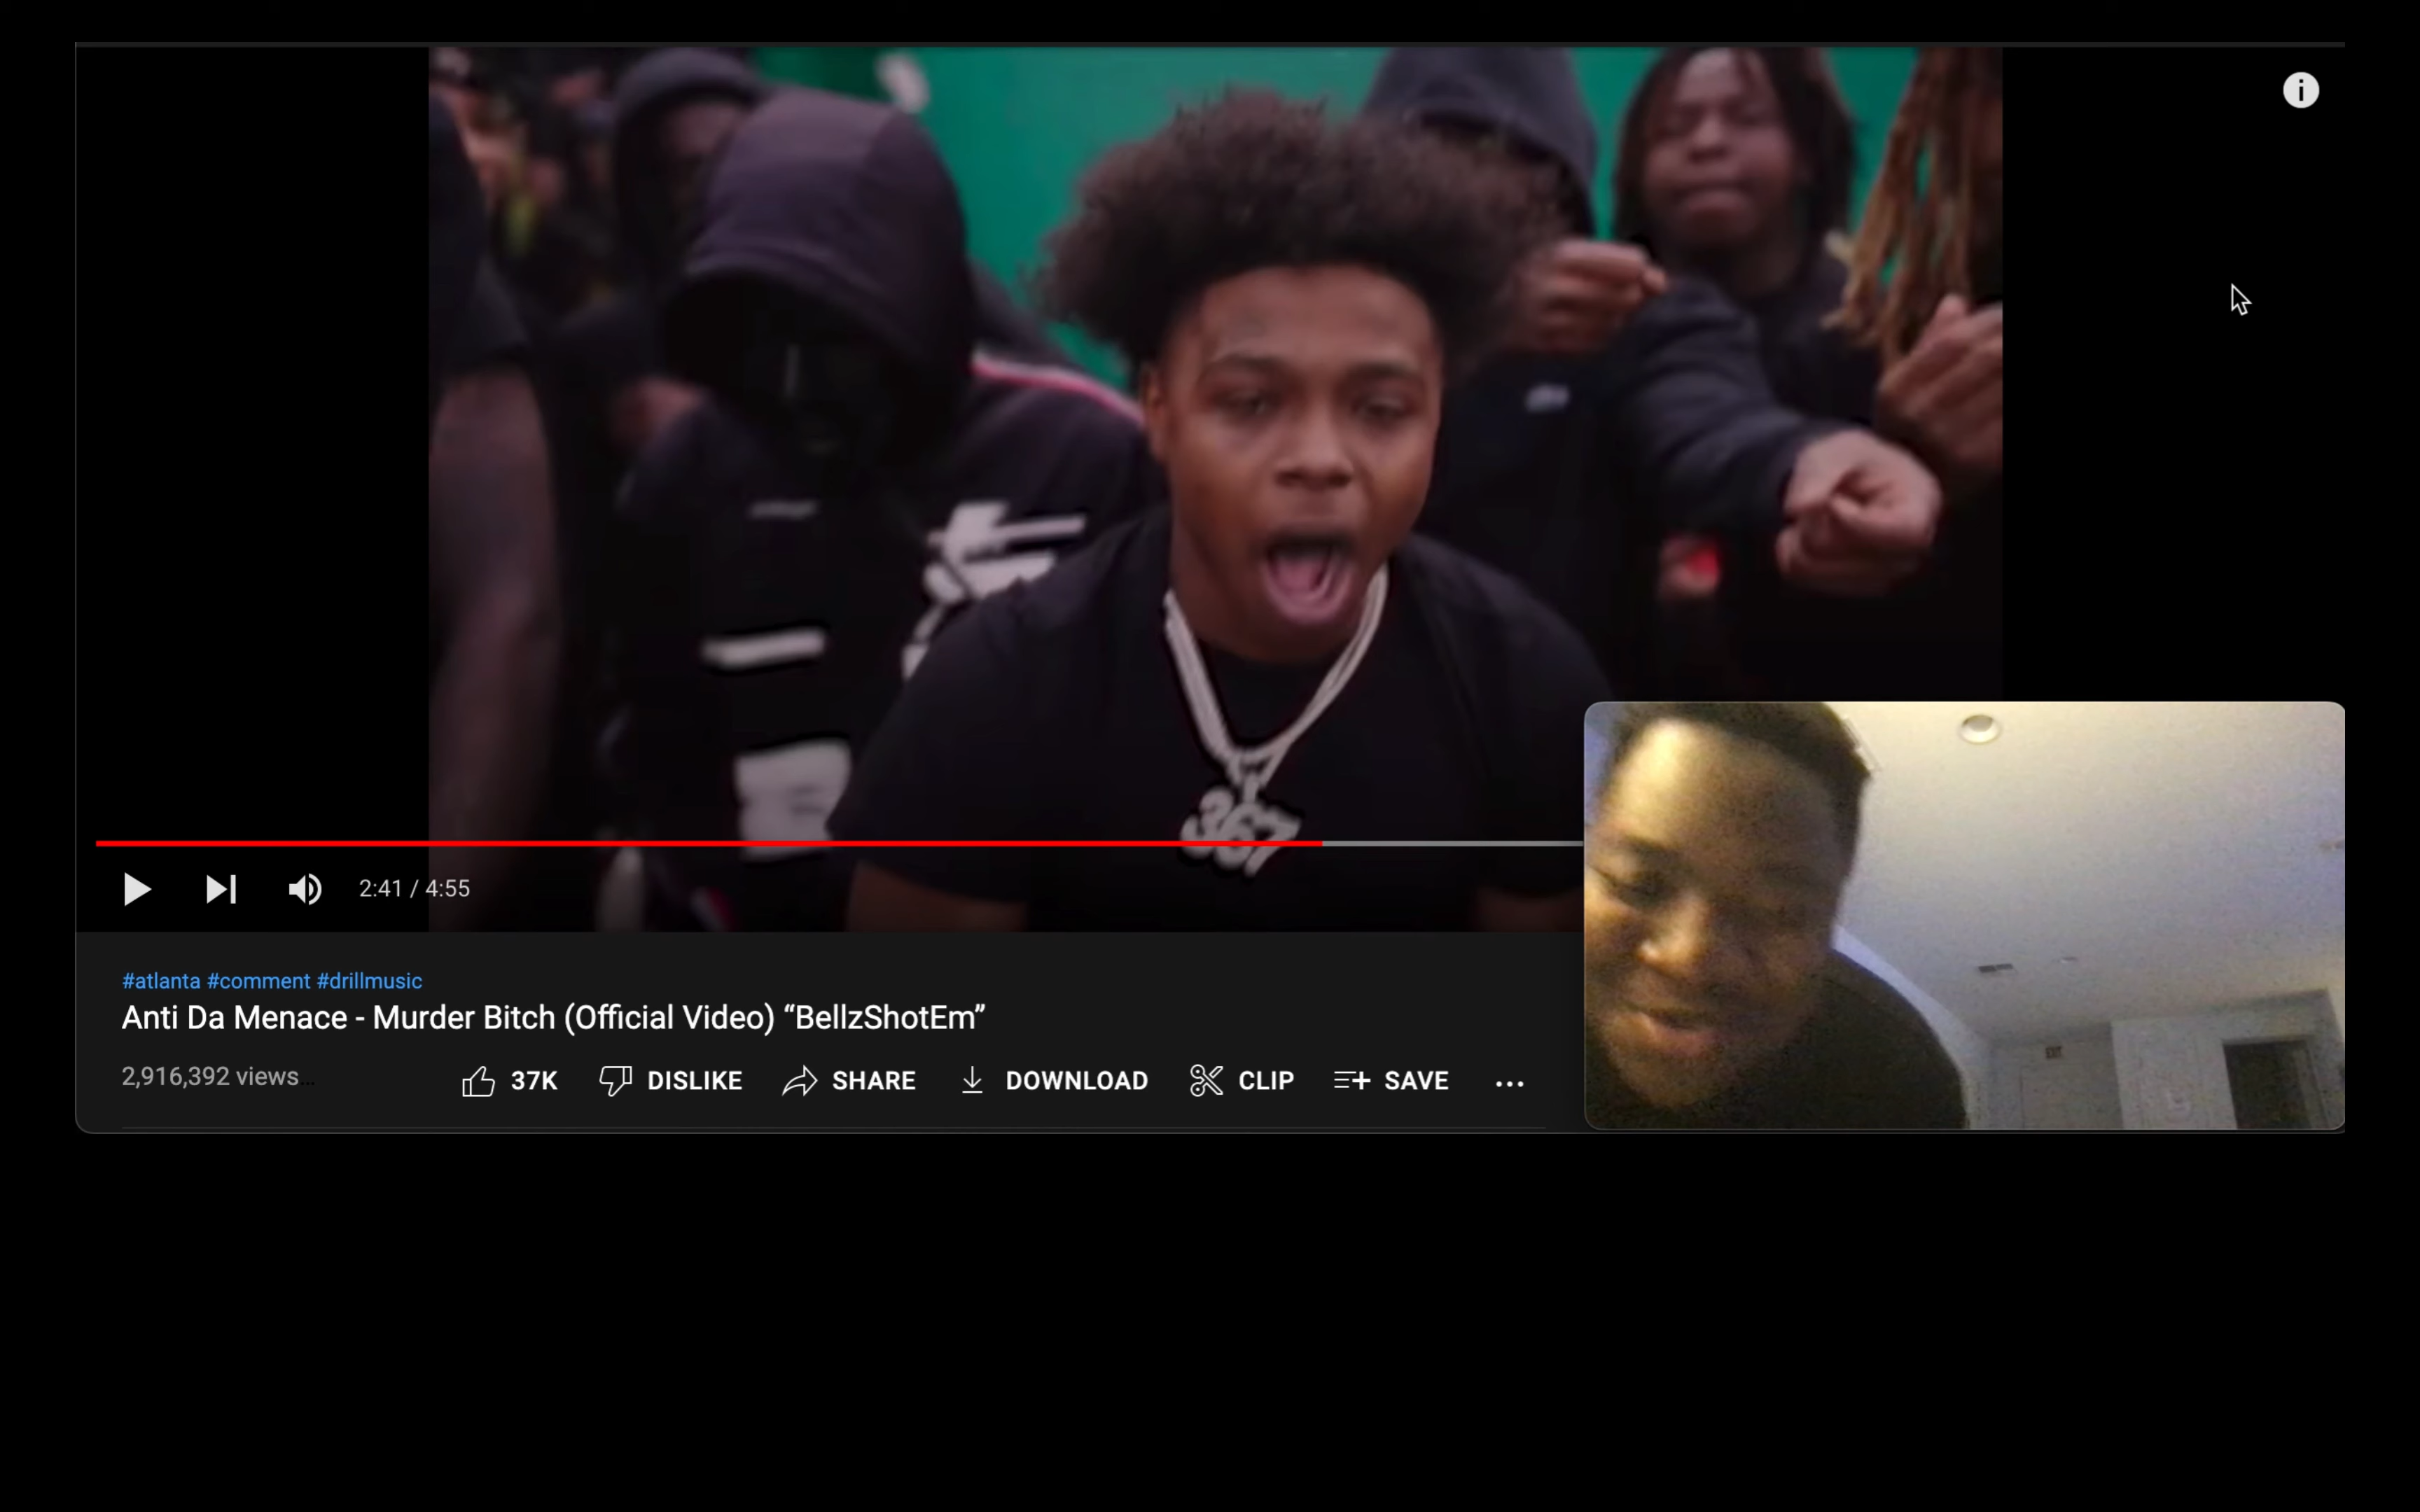 367
2:41 / 4:55
#atlanta #comment #drillmusic
Anti Da Menace - Murder Bitch (Official Video) “BellzShotEm”
2,916,392 views...
37K DISLIKE SHARE DOWNLOAD CLIP SAVE ...